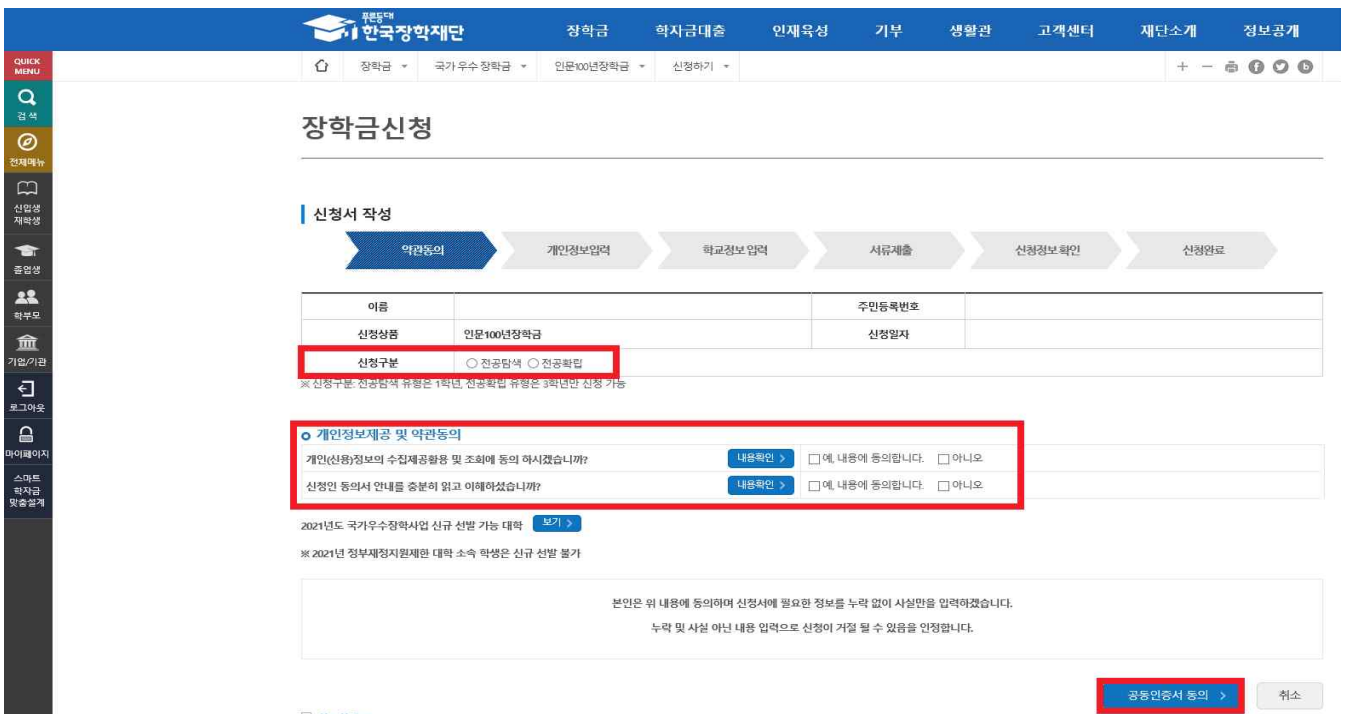 푸른등대
한국장학재단
장학금 학자금대출 인재육성 기부 생활관 고객센터 재단소개 정보공개
QUICK
MENU
장학금 국가우수장학금 인문100년장학금 신청하기
검색
장학금신청
전체메뉴
신입생
재학생
신청서 작성
약관동의 개인정보입력 학교정보입력 서류제출 신청정보확인 신청완료
졸업생
이름 주민등록번호
학부모
신청상품 인문100년장학금 신청일자
기업/기관
신청구분 전공탐색 전공확립
※ 신청구분: 전공탐색 유형은 1학년, 전공확립 유형은 3학년만 신청 가능
로그아웃
개인정보제공 및 약관동의
마이페이지
개인(신용)정보의 수집제공활용 및 조회에 동의 하시겠습니까? 내용확인 > 예, 내용에 동의합니다. 아니오
신청인 동의서 안내를 충분히 읽고 이해하셨습니까? 내용확인 > 예, 내용에 동의합니다. 아니오
스마트
학자금
맞춤설계
2021년도 국가우수장학사업 신규 선발 가능 대학 보기 >
※ 2021년 정부재정지원제한 대학 소속 학생은 신규 선발 불가
본인은 위 내용에 동의하며 신청서에 필요한 정보를 누락 없이 사실만을 입력하겠습니다.
누락 및 사실 아닌 내용 입력으로 신청이 거절 될 수 있음을 인정합니다.
공동인증서 동의 > 취소